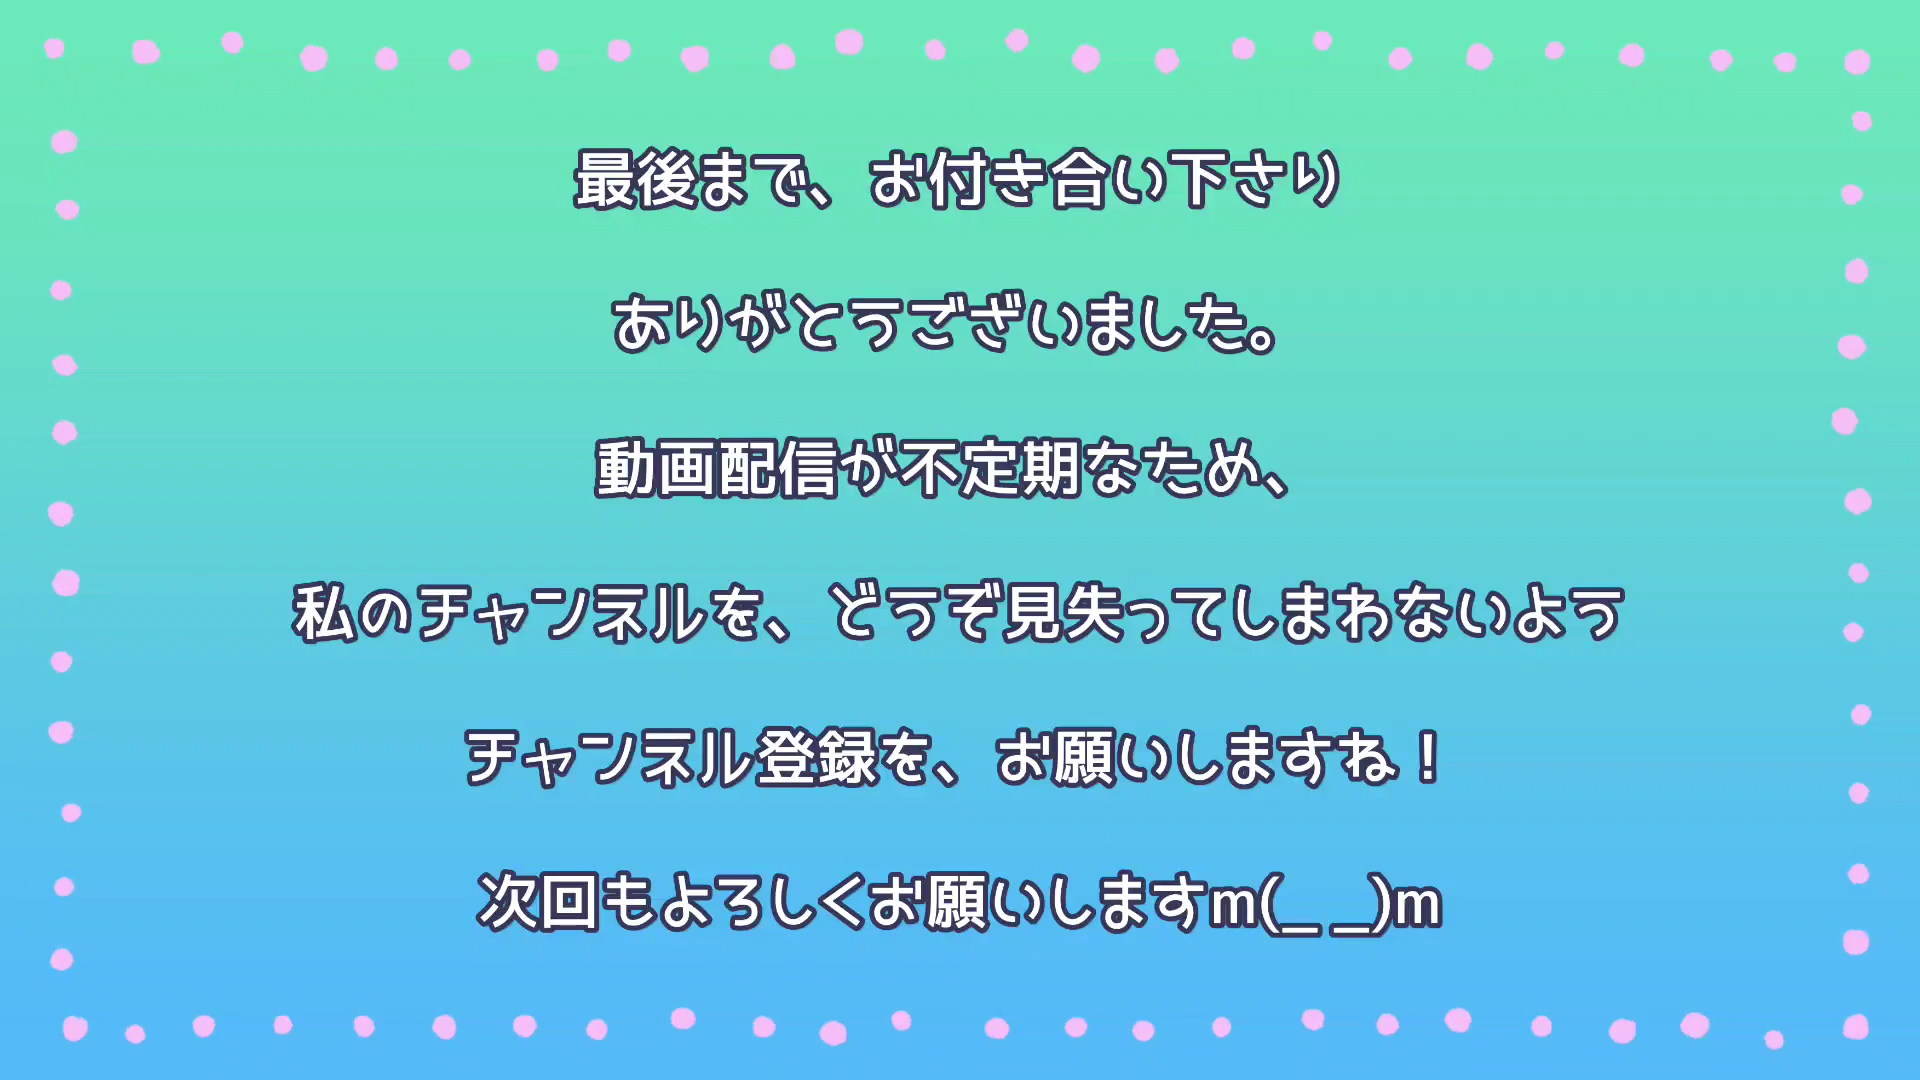 最後まで、お付き合い下さり
ありがとうございました。
動画配信が不定期なため、
私のチャンネルを、どうぞ見失ってしまわないよう
チャンネル登録を、お願いしますね！
次回もよろしくお願いしますm(_ _)m